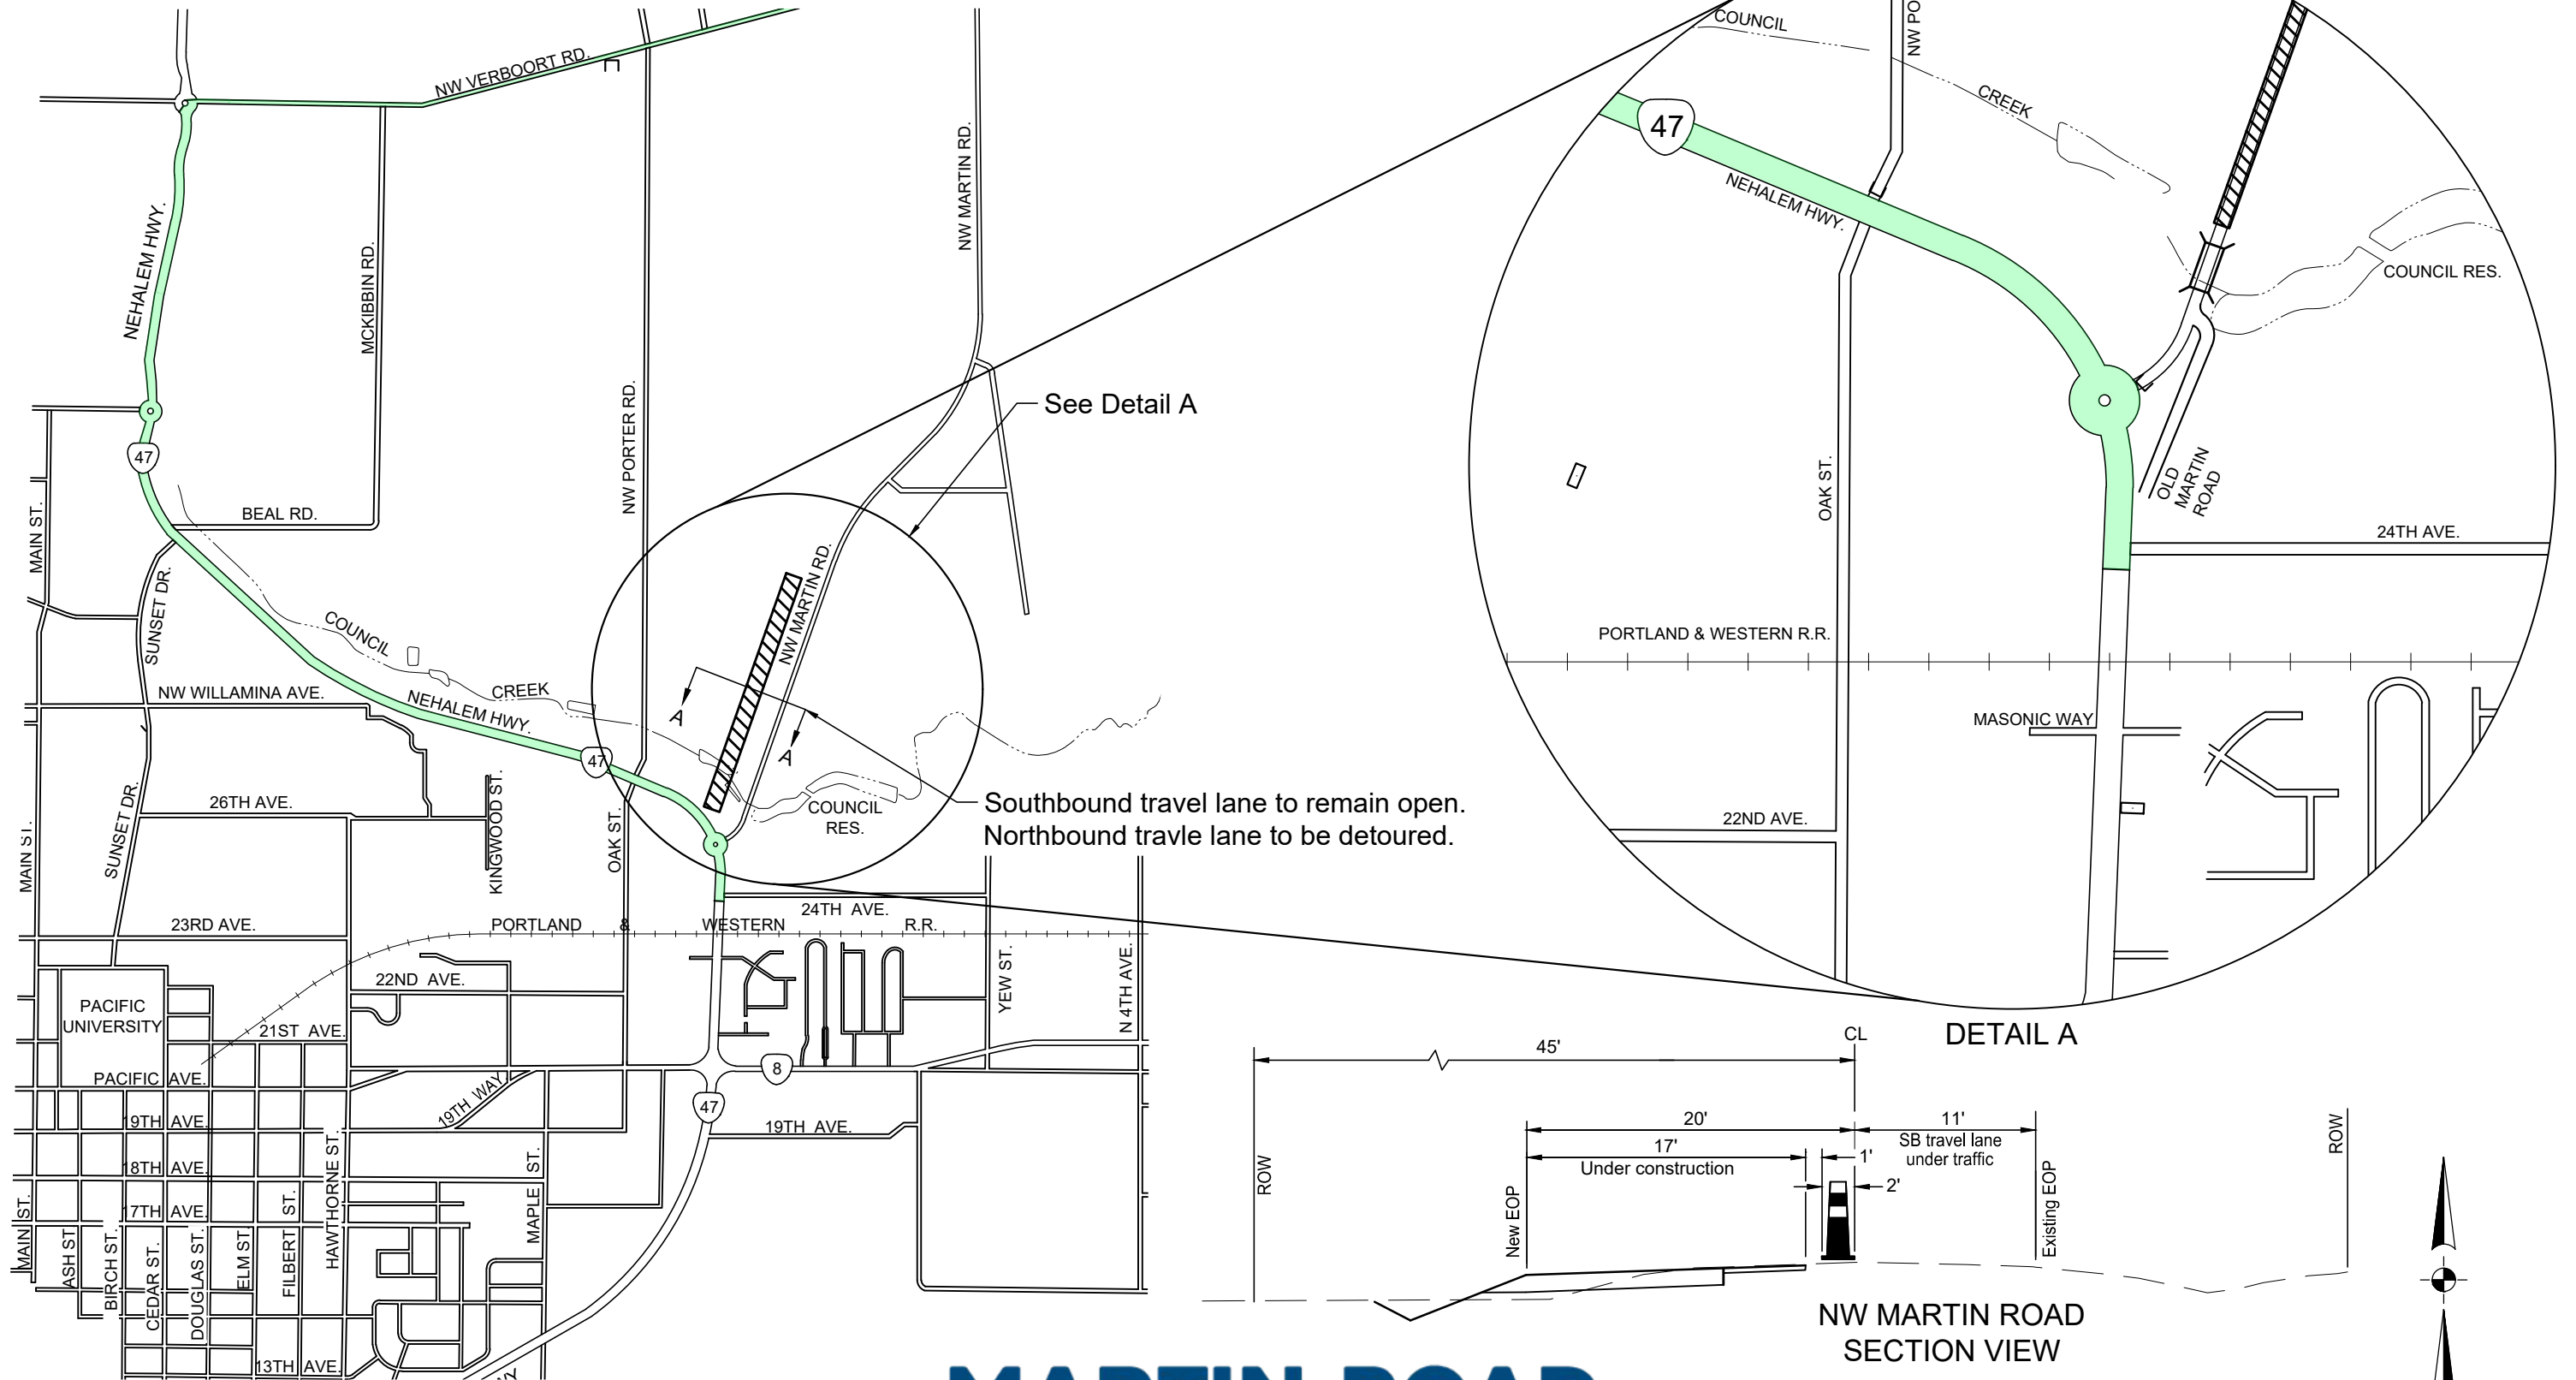 NW VERBOORT RD.
NEHALEM HWY.
MCKIBBIN RD.
NW PORTER RD.
NW MARTIN RD.
See Detail A
47
MAIN ST.
BEAL RD.
SUNSET DR.
COUNCIL
CREEK
NW WILLAMINA AVE.
NEHALEM HWY.
47
NW MARTIN RD.
A
A
COUNCIL
RES.
Southbound travel lane to remain open.
Northbound travle lane to be detoured.
26TH AVE.
SUNSET DR.
KINGWOOD ST.
OAK ST.
MAIN ST.
23RD AVE.
PORTLAND & WESTERN R.R.
24TH AVE.
22ND AVE.
YEW ST.
N 4TH AVE.
PACIFIC
UNIVERSITY
21ST AVE.
PACIFIC AVE.
19TH WAY
8
47
19TH AVE.
19TH AVE.
18TH AVE.
17TH AVE.
13TH AVE.
MAIN ST.
ASH ST
BIRCH ST.
CEDAR ST.
DOUGLAS ST.
ELM ST.
FILBERT ST.
HAWTHORNE ST.
MAPLE ST.
WY
COUNCIL
CREEK
NW PO
47
NEHALEM HWY.
COUNCIL RES.
OAK ST.
OLD
MARTIN
ROAD
24TH AVE.
PORTLAND & WESTERN R.R.
MASONIC WAY
22ND AVE.
DETAIL A
CL
45'
20'
11'
17'
Under construction
1'
2'
SB travel lane
under traffic
ROW
New EOP
Existing EOP
ROW
NW MARTIN ROAD
SECTION VIEW
MARTIN ROAD